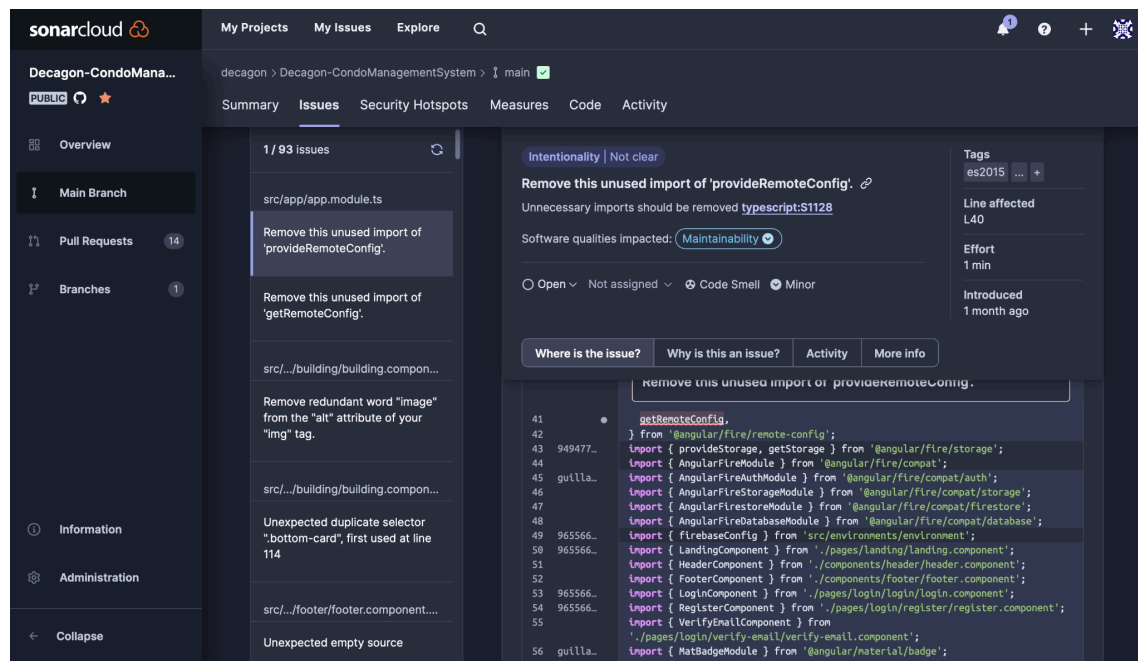 sonarcloud
My Projects My Issues Explore
1
Decagon-CondoMana...
PUBLIC
Overview
Main Branch
Pull Requests 14
Branches 1
Information
Administration
Collapse
decagon > Decagon-CondoManagementSystem > main
Summary Issues Security Hotspots Measures Code Activity
1 / 93 issues
src/app/app.module.ts
Remove this unused import of
'provideRemoteConfig'.
Remove this unused import of
'getRemoteConfig'.
src/.../building/building.compon...
Remove redundant word "image"
from the "alt" attribute of your
"img" tag.
src/.../building/building.compon...
Unexpected duplicate selector
".bottom-card", first used at line
114
src/.../footer/footer.component....
Unexpected empty source
Intentionality | Not clear
Remove this unused import of 'provideRemoteConfig'.
Unnecessary imports should be removed typescript:S1128
Software qualities impacted: Maintainability
Open Not assigned Code Smell Minor
Tags
es2015 ... +
Line affected
L40
Effort
1 min
Introduced
1 month ago
Where is the issue? Why is this an issue? Activity More info
Remove this unused import of 'provideRemoteConfig'.
41 getRemoteConfig,
42 } from '@angular/fire/remote-config';
43 949477… import { provideStorage, getStorage } from '@angular/fire/storage';
44 import { AngularFireModule } from '@angular/fire/compat';
45 guilla… import { AngularFireAuthModule } from '@angular/fire/compat/auth';
46 import { AngularFireStorageModule } from '@angular/fire/compat/storage';
47 import { AngularFirestoreModule } from '@angular/fire/compat/firestore';
48 import { AngularFireDatabaseModule } from '@angular/fire/compat/database';
49 965566… import { firebaseConfig } from 'src/environments/environment';
50 965566… import { LandingComponent } from './pages/landing/landing.component';
51 import { HeaderComponent } from './components/header/header.component';
52 import { FooterComponent } from './components/footer/footer.component';
53 965566… import { LoginComponent } from './pages/login/login/login.component';
54 965566… import { RegisterComponent } from './pages/login/register/register.component';
55 import { VerifyEmailComponent } from
'./pages/login/verify-email/verify-email.component';
56 guilla… import { MatBadgeModule } from '@angular/material/badge';